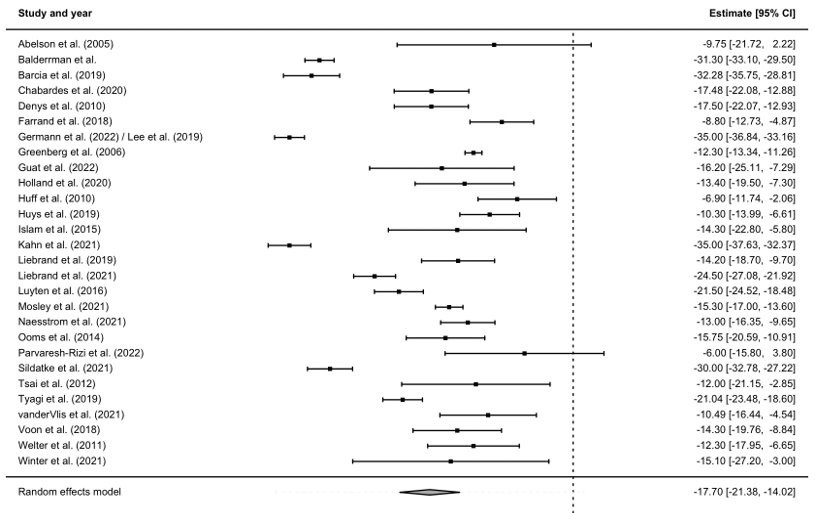 Study and year Estimate [95% CI]
Abelson et al. (2005) -9.75 [-21.72, 2.22]
Balderrman et al. -31.30 [-33.10, -29.50]
Barcia et al. (2019) -32.28 [-35.75, -28.81]
Chabardes et al. (2020) -17.48 [-22.08, -12.88]
Denys et al. (2010) -17.50 [-22.07, -12.93]
Farrand et al. (2018) -8.80 [-12.73, -4.87]
Germann et al. (2022) / Lee et al. (2019) -35.00 [-36.84, -33.16]
Greenberg et al. (2006) -12.30 [-13.34, -11.26]
Guat et al. (2022) -16.20 [-25.11, -7.29]
Holland et al. (2020) -13.40 [-19.50, -7.30]
Huff et al. (2010) -6.90 [-11.74, -2.06]
Huys et al. (2019) -10.30 [-13.99, -6.61]
Islam et al. (2015) -14.30 [-22.80, -5.80]
Kahn et al. (2021) -35.00 [-37.63, -32.37]
Liebrand et al. (2019) -14.20 [-18.70, -9.70]
Liebrand et al. (2021) -24.50 [-27.08, -21.92]
Luyten et al. (2016) -21.50 [-24.52, -18.48]
Mosley et al. (2021) -15.30 [-17.00, -13.60]
Naesstrom et al. (2021) -13.00 [-16.35, -9.65]
Ooms et al. (2014) -15.75 [-20.59, -10.91]
Parvaresh-Rizi et al. (2022) -6.00 [-15.80, 3.80]
Sildatke et al. (2021) -30.00 [-32.78, -27.22]
Tsai et al. (2012) -12.00 [-21.15, -2.85]
Tyagi et al. (2019) -21.04 [-23.48, -18.60]
vanderVlis et al. (2021) -10.49 [-16.44, -4.54]
Voon et al. (2018) -14.30 [-19.76, -8.84]
Welter et al. (2011) -12.30 [-17.95, -6.65]
Winter et al. (2021) -15.10 [-27.20, -3.00]
Random effects model -17.70 [-21.38, -14.02]